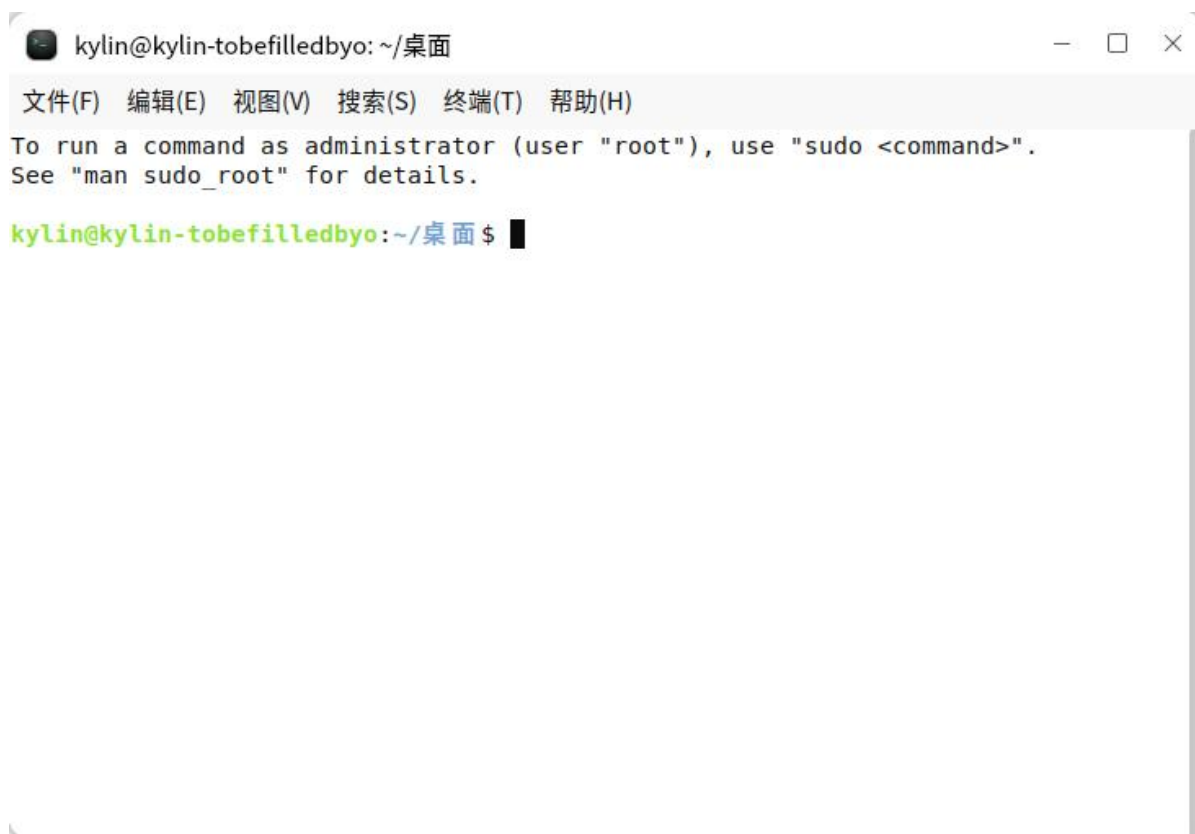 kylin@kylin-tobefilledbyo: ~/桌面
文件(F) 编辑(E) 视图(V) 搜索(S) 终端(T) 帮助(H)
To run a command as administrator (user "root"), use "sudo <command>".
See "man sudo_root" for details.
kylin@kylin-tobefilledbyo:~/桌面$